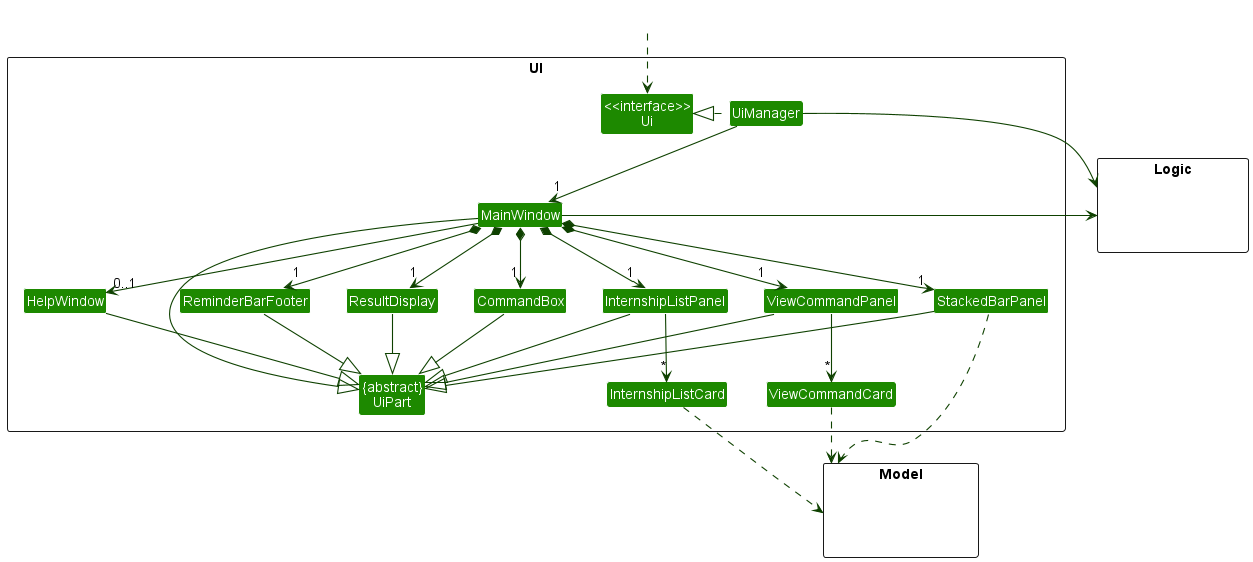 UI
<<interface>>
Ui
UiManager
Logic
1
MainWindow
0..1
1
1
1
1
1
1
HelpWindow
ReminderBarFooter
ResultDisplay
CommandBox
InternshipListPanel
ViewCommandPanel
StackedBarPanel
*
*
{abstract}
UiPart
InternshipListCard
ViewCommandCard
Model